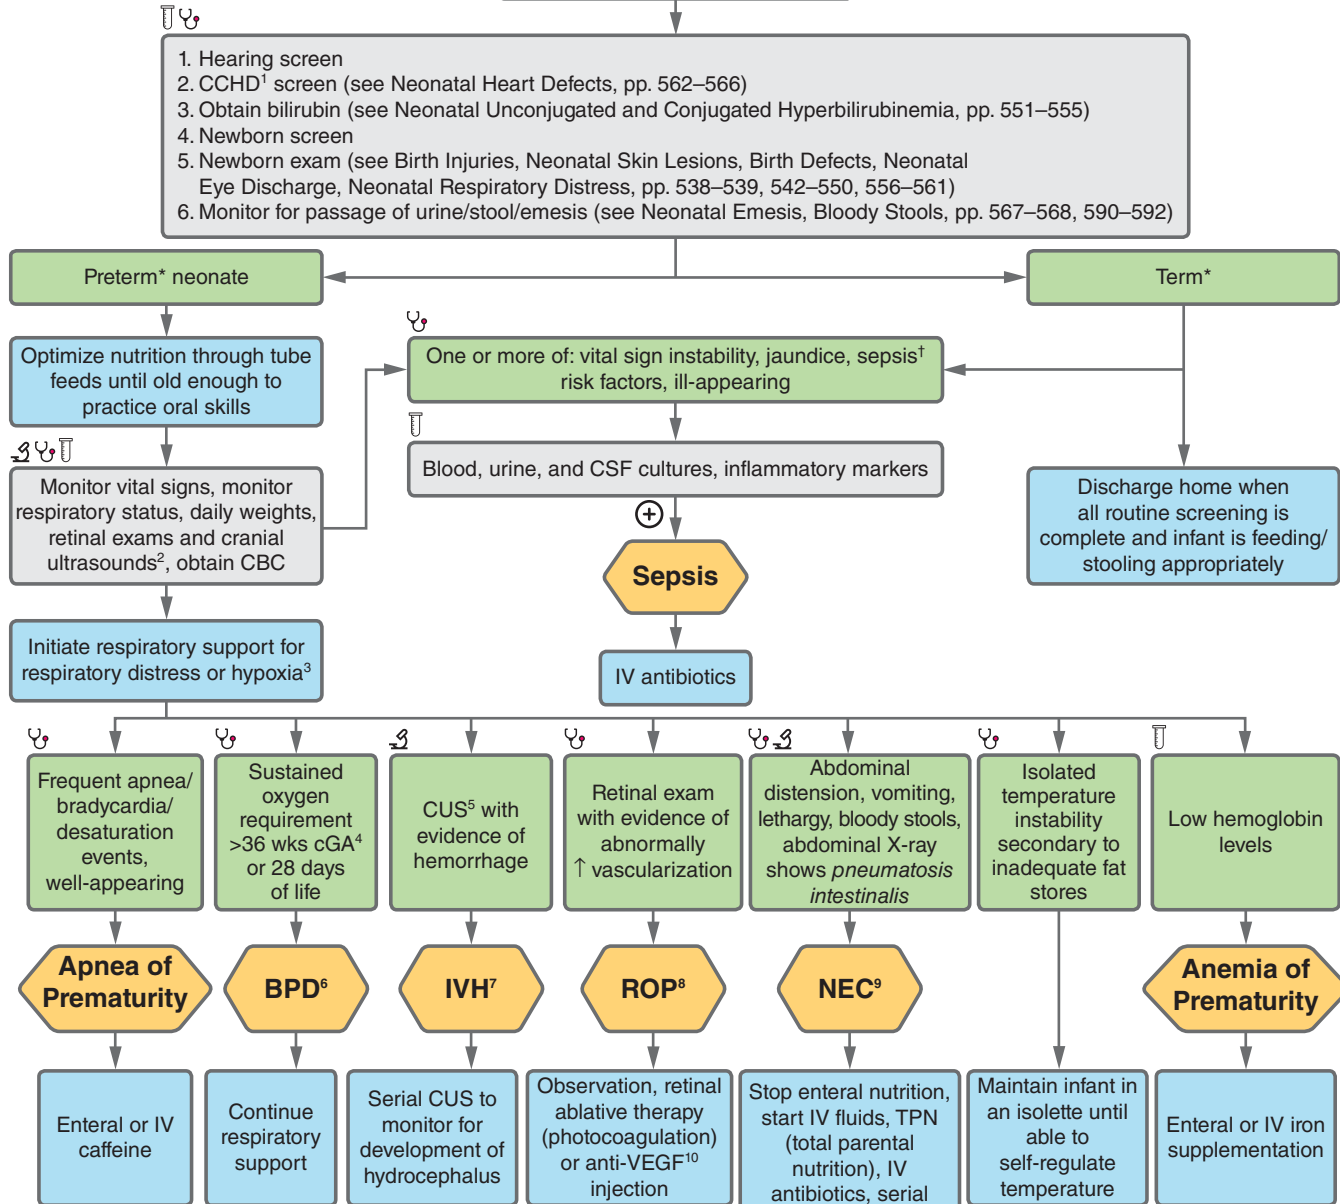 1. Hearing screen
2. CCHD¹ screen (see Neonatal Heart Defects, pp. 562–566)
3. Obtain bilirubin (see Neonatal Unconjugated and Conjugated Hyperbilirubinemia, pp. 551–555)
4. Newborn screen
5. Newborn exam (see Birth Injuries, Neonatal Skin Lesions, Birth Defects, Neonatal
Eye Discharge, Neonatal Respiratory Distress, pp. 538–539, 542–550, 556–561)
6. Monitor for passage of urine/stool/emesis (see Neonatal Emesis, Bloody Stools, pp. 567–568, 590–592)
Preterm* neonate
Term*
Optimize nutrition through tube
feeds until old enough to
practice oral skills
One or more of: vital sign instability, jaundice, sepsis†
risk factors, ill-appearing
Monitor vital signs, monitor
respiratory status, daily weights,
retinal exams and cranial
ultrasounds², obtain CBC
Blood, urine, and CSF cultures, inflammatory markers
Discharge home when
all routine screening is
complete and infant is feeding/
stooling appropriately
Sepsis
Initiate respiratory support for
respiratory distress or hypoxia³
IV antibiotics
Frequent apnea/
bradycardia/
desaturation
events,
well-appearing
Sustained
oxygen
requirement
>36 wks cGA⁴
or 28 days
of life
CUS⁵ with
evidence of
hemorrhage
Retinal exam
with evidence of
abnormally
↑ vascularization
Abdominal
distension, vomiting,
lethargy, bloody stools,
abdominal X-ray
shows pneumatosis
intestinalis
Isolated
temperature
instability
secondary to
inadequate fat
stores
Low hemoglobin
levels
Apnea of
Prematurity
BPD⁶
IVH⁷
ROP⁸
NEC⁹
Anemia of
Prematurity
Enteral or IV
caffeine
Continue
respiratory
support
Serial CUS to
monitor for
development of
hydrocephalus
Observation, retinal
ablative therapy
(photocoagulation)
or anti-VEGF¹⁰
injection
Stop enteral nutrition,
start IV fluids, TPN
(total parental
nutrition), IV
antibiotics, serial
Maintain infant in
an isolette until
able to
self-regulate
temperature
Enteral or IV iron
supplementation